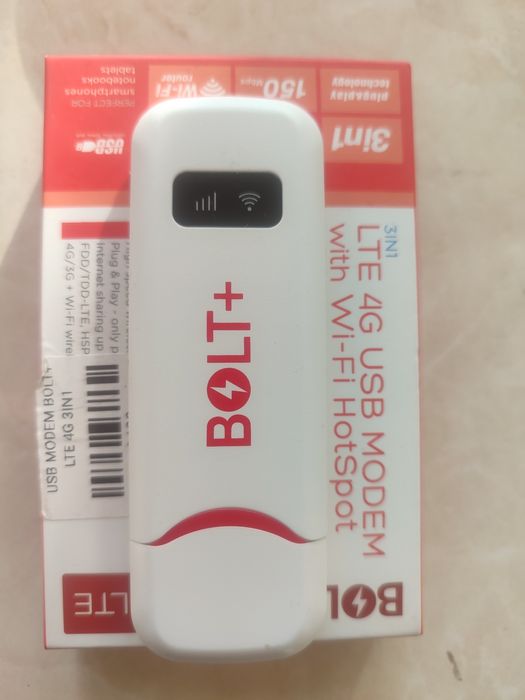 BOLT+
3IN1
LTE 4G USB MODEM
with Wi-Fi HotSpot
3in1
plug&play
technology
150 Mbps
Wi-Fi
router
PERFECT FOR
smartphones
notebooks
tablets
USB
Plug & Play - only p
Internet sharing up
FDD/TDD-LTE, HSP
4G/3G + Wi-Fi wire
USB MODEM BOLT+
LTE 4G 3IN1
LTE
BOL